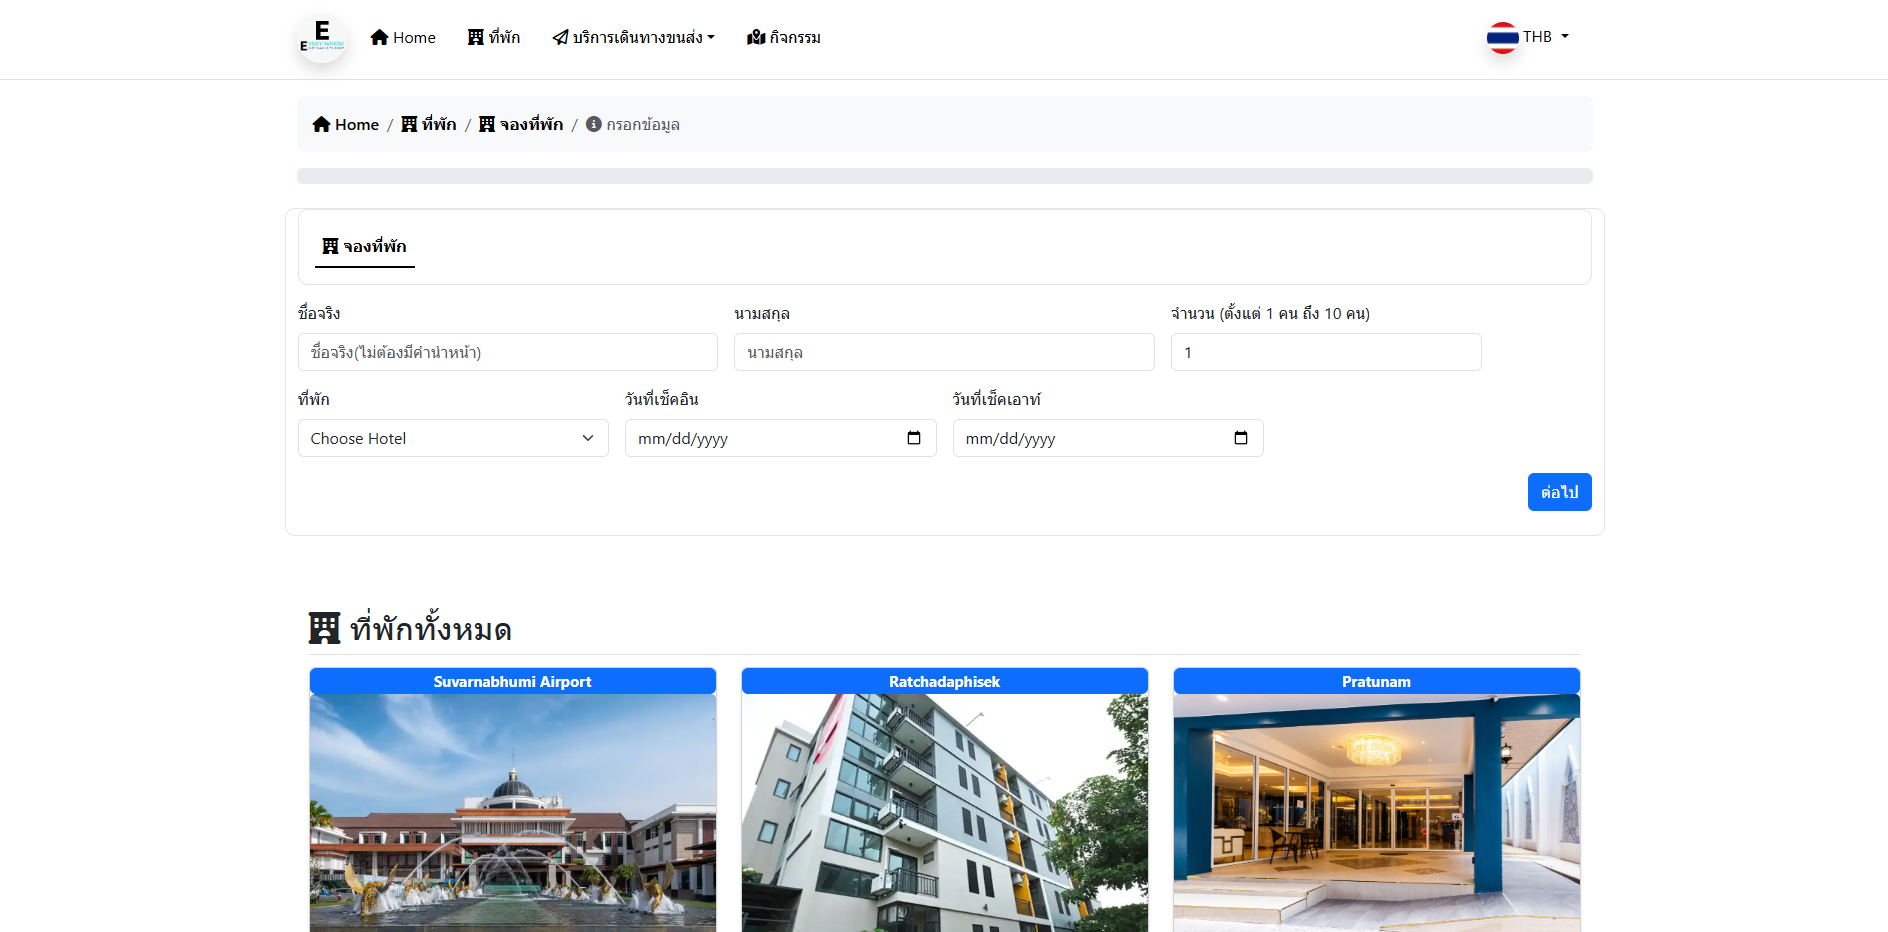 E
Home ที่พัก บริการเดินทางขนส่ง กิจกรรม THB
Home / ที่พัก / จองที่พัก / กรอกข้อมูล
จองที่พัก
ชื่อจริง นามสกุล จำนวน (ตั้งแต่ 1 คน ถึง 10 คน)
ชื่อจริง(ไม่ต้องมีคำนำหน้า) นามสกุล 1
ที่พัก วันที่เช็คอิน วันที่เช็คเอาท์
Choose Hotel mm/dd/yyyy mm/dd/yyyy
ต่อไป
ที่พักทั้งหมด
Suvarnabhumi Airport Ratchadaphisek Pratunam